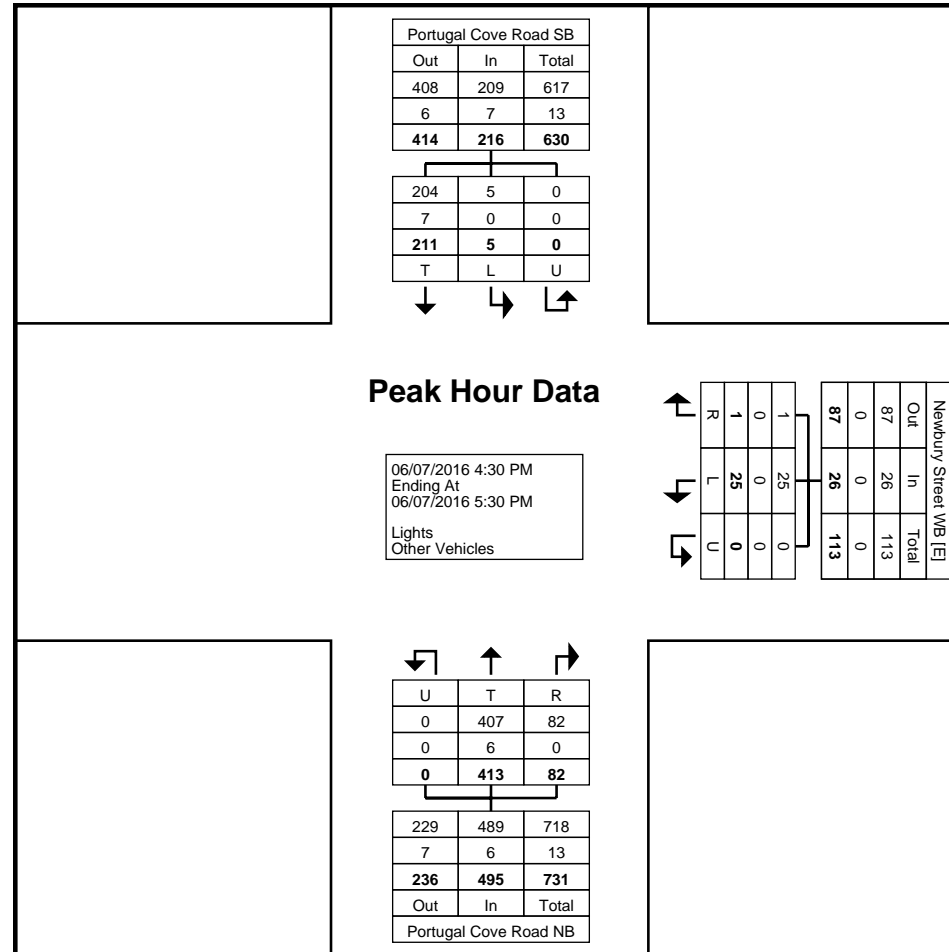 Portugal Cove Road SB
Out In Total
408 209 617
6 7 13
414 216 630
204 5 0
7 0 0
211 5 0
T L U
Peak Hour Data
06/07/2016 4:30 PM
Ending At
06/07/2016 5:30 PM
Lights
Other Vehicles
Newbury Street WB [E]
Out In Total
87 26 113
0 0 0
87 26 113
1 25 0
0 0 0
1 25 0
R L U
U T R
0 407 82
0 6 0
0 413 82
229 489 718
7 6 13
236 495 731
Out In Total
Portugal Cove Road NB